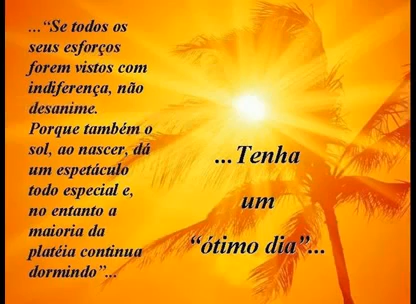 ...“Se todos os
seus esforços
forem vistos com
indiferença, não
desanime.
Porque também o
sol, ao nascer, dá
um espetáculo
todo especial e,
no entanto a
maioria da
platéia continua
dormindo”...
...Tenha
um
“ótimo dia”...